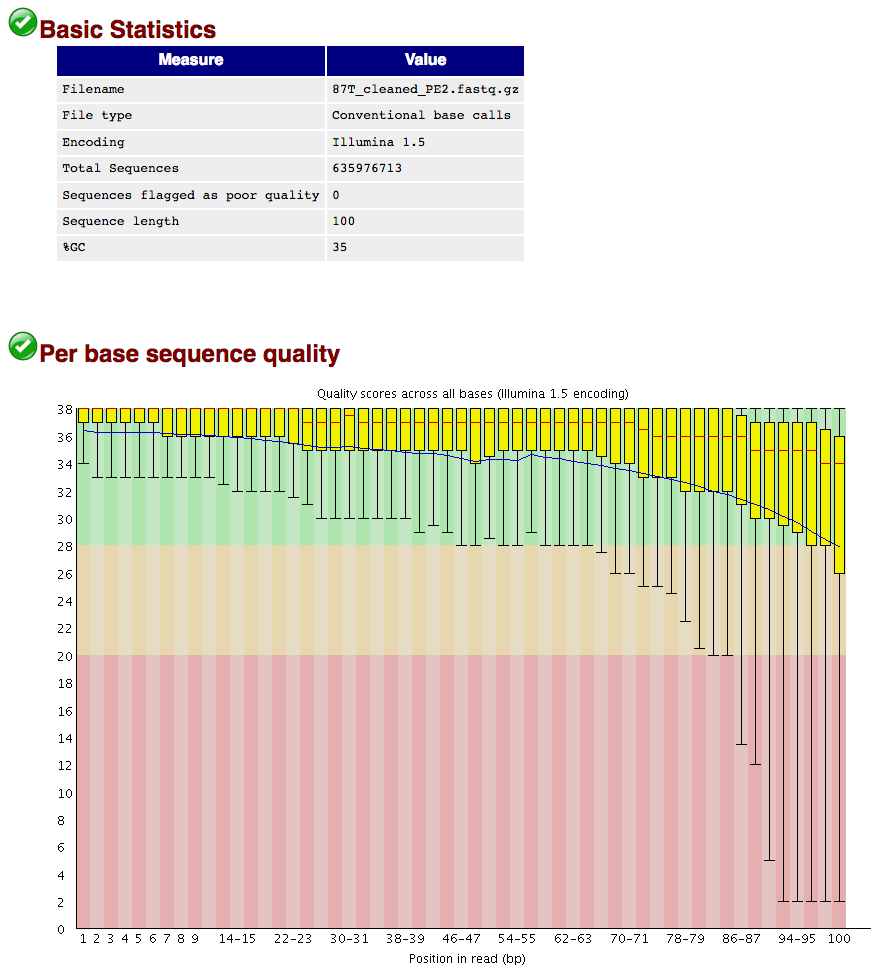 Basic Statistics
Measure Value
Filename 87T_cleaned_PE2.fastq.gz
File type Conventional base calls
Encoding Illumina 1.5
Total Sequences 635976713
Sequences flagged as poor quality 0
Sequence length 100
%GC 35
Per base sequence quality
Quality scores across all bases (Illumina 1.5 encoding)
38
36
34
32
30
28
26
24
22
20
18
16
14
12
10
8
6
4
2
0
1 2 3 4 5 6 7 8 9 14-15 22-23 30-31 38-39 46-47 54-55 62-63 70-71 78-79 86-87 94-95 100
Position in read (bp)